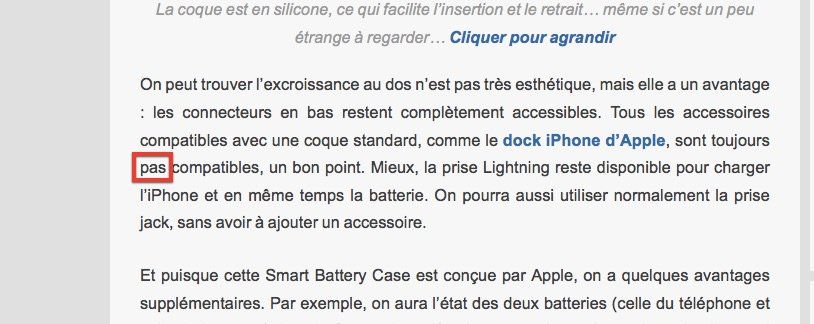 La coque est en silicone, ce qui facilite l'insertion et le retrait… même si c'est un peu
étrange à regarder… Cliquer pour agrandir
On peut trouver l'excroissance au dos n'est pas très esthétique, mais elle a un avantage
: les connecteurs en bas restent complètement accessibles. Tous les accessoires
compatibles avec une coque standard, comme le dock iPhone d'Apple, sont toujours
pas compatibles, un bon point. Mieux, la prise Lightning reste disponible pour charger
l'iPhone et en même temps la batterie. On pourra aussi utiliser normalement la prise
jack, sans avoir à ajouter un accessoire.
Et puisque cette Smart Battery Case est conçue par Apple, on a quelques avantages
supplémentaires. Par exemple, on aura l'état des deux batteries (celle du téléphone et